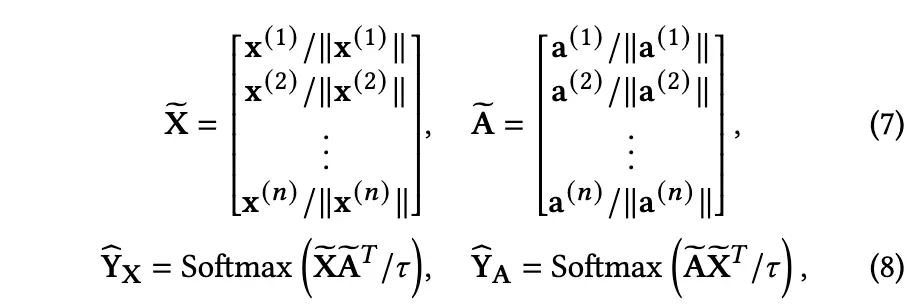 X̃ = [x⁽¹⁾/‖x⁽¹⁾‖ x⁽²⁾/‖x⁽²⁾‖ ⋮ x⁽ⁿ⁾/‖x⁽ⁿ⁾‖], Ã = [a⁽¹⁾/‖a⁽¹⁾‖ a⁽²⁾/‖a⁽²⁾‖ ⋮ a⁽ⁿ⁾/‖a⁽ⁿ⁾‖], (7)
Ŷ_X = Softmax (X̃Ã^T/τ), Ŷ_A = Softmax (ÃX̃^T/τ), (8)